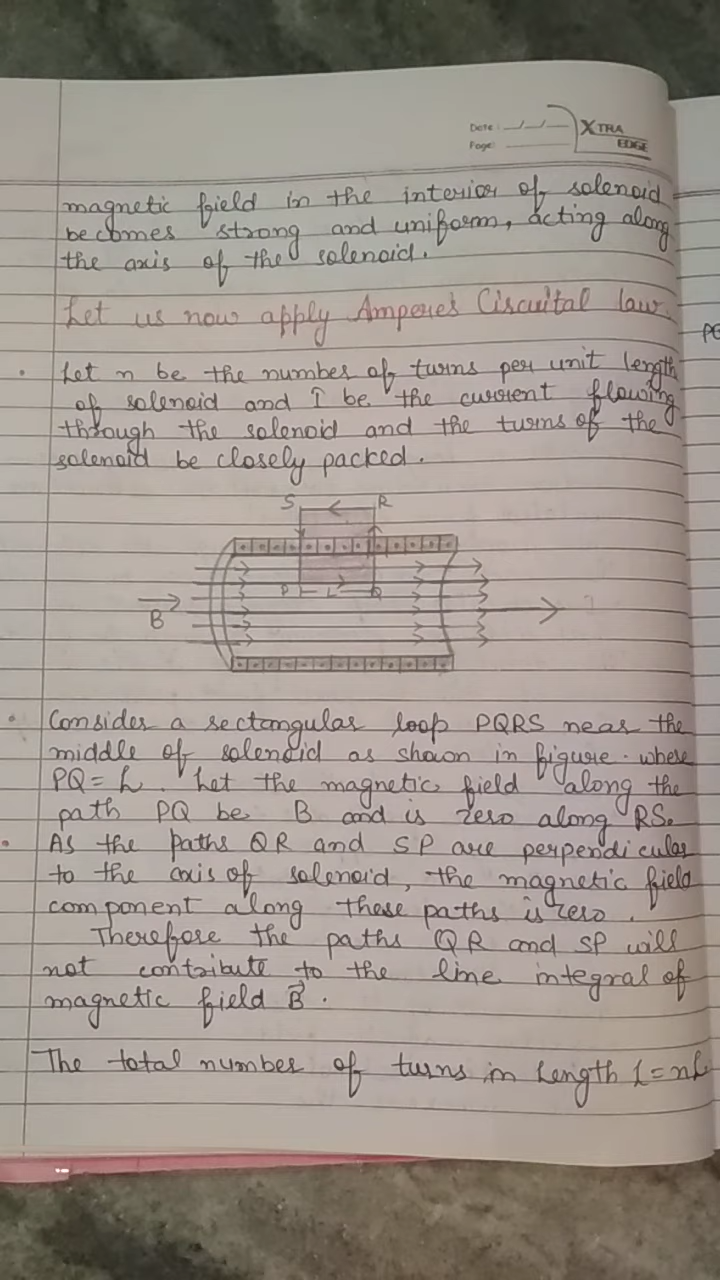 Date : __/__/__
Page:
XTRA
EDGE
magnetic field in the interior of solenoid
becomes strong and uniform, acting along
the axis of the solenoid.
Let us now apply Ampere's Circuital law.
• Let n be the number of turns per unit length
of solenoid and I be the current flowing
through the solenoid and the turns of the
solenoid be closely packed.
S R
P L Q
B
• Consider a rectangular loop PQRS near the
middle of solenoid as shown in figure. where
PQ = L. Let the magnetic field along the
path PQ be B and is zero along RS.
• As the paths QR and SP are perpendicular
to the axis of solenoid, the magnetic field
component along these paths is zero.
Therefore the paths QR and SP will
not contribute to the line integral of
magnetic field B⃗.
The total number of turns in length L = nL